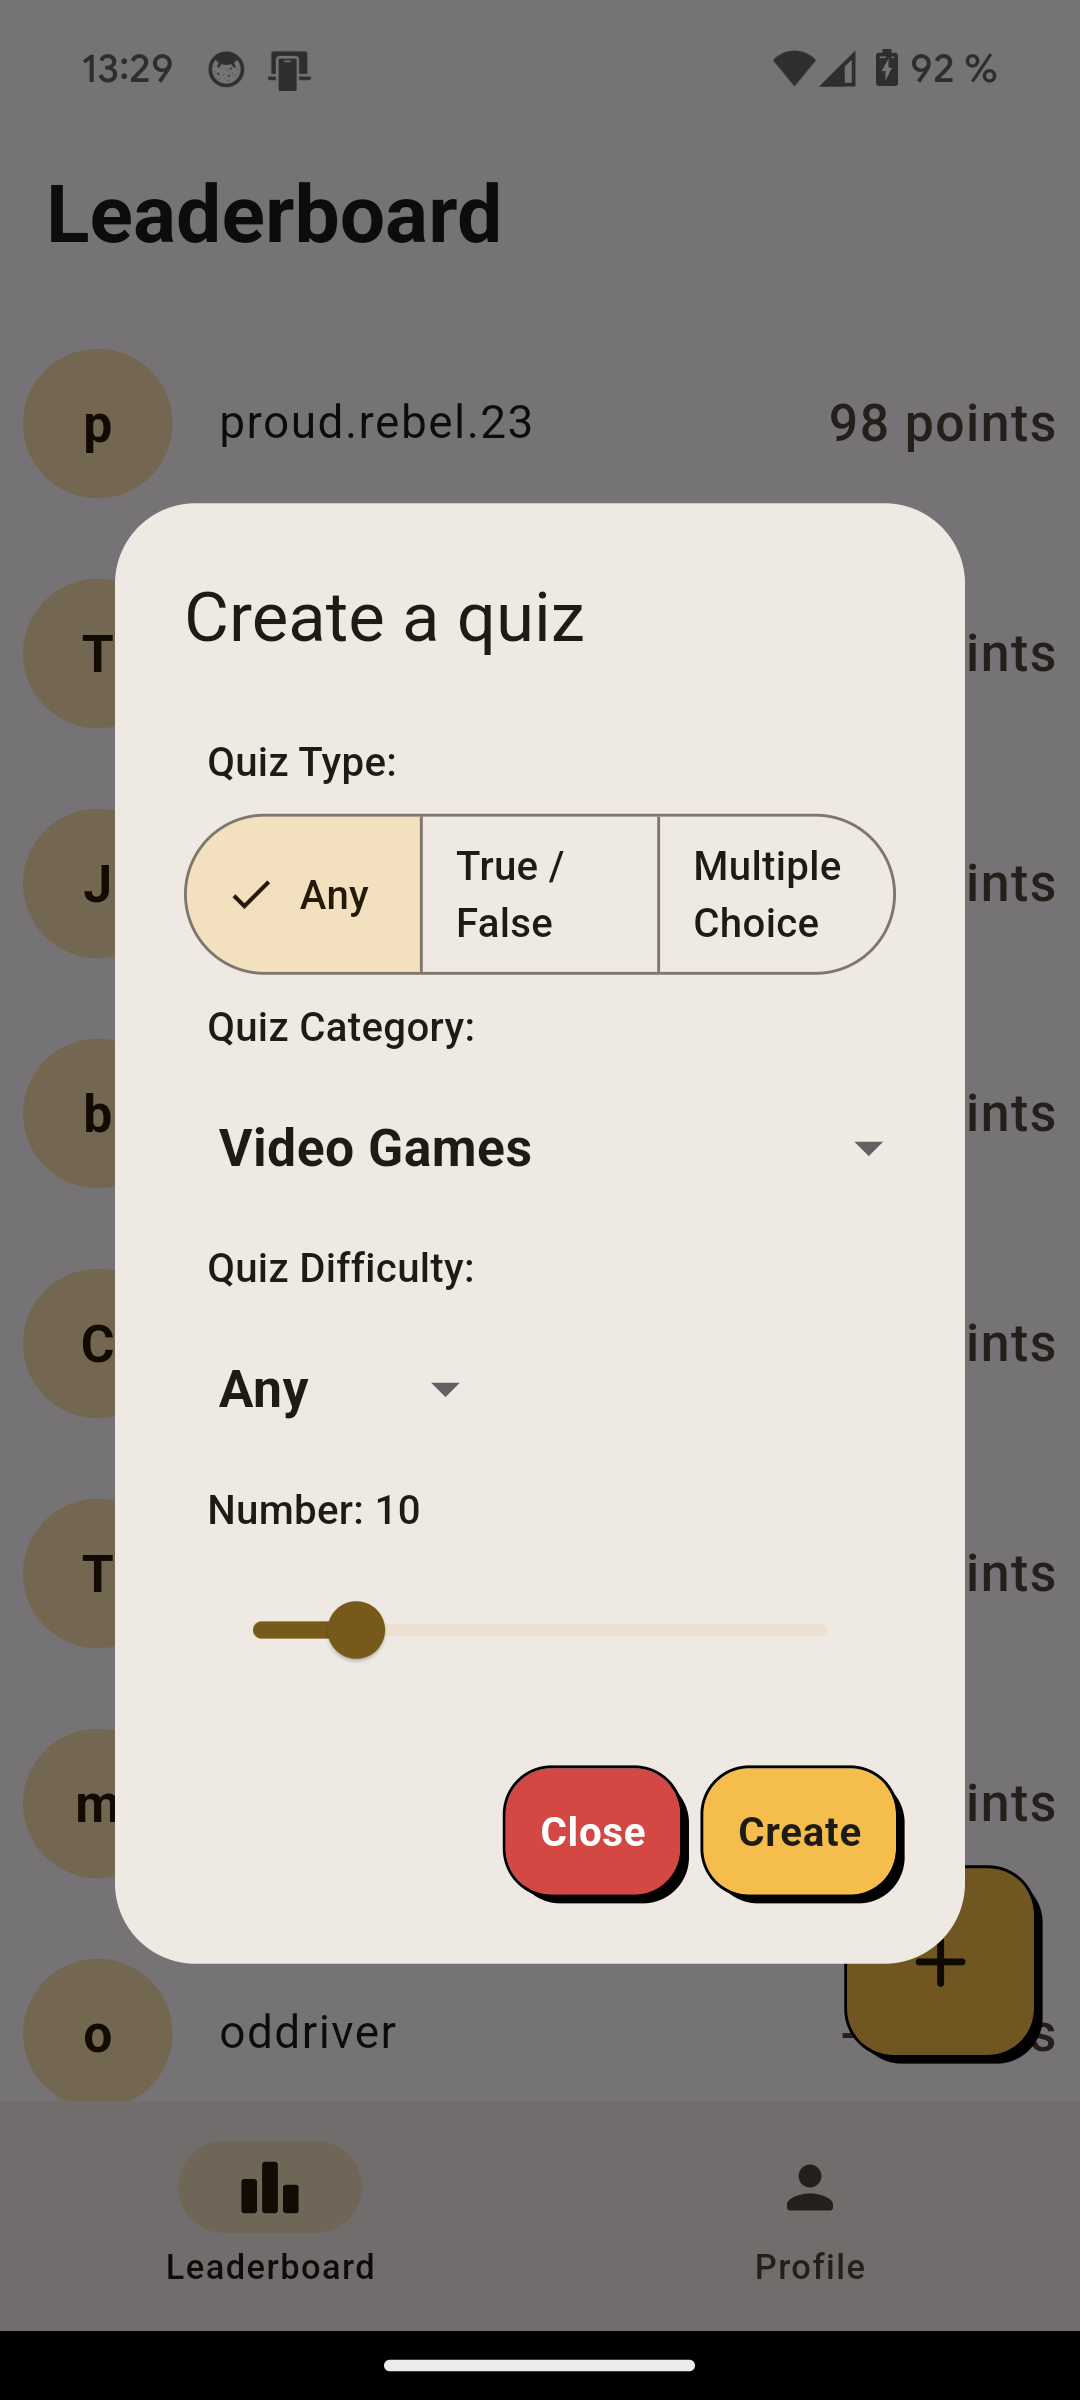 13:29
92 %
Leaderboard
p proud.rebel.23 98 points
T ints
J ints
b ints
C ints
T ints
m ints
Create a quiz
Quiz Type:
Any
True /
False
Multiple
Choice
Quiz Category:
Video Games
Quiz Difficulty:
Any
Number: 10
Close Create
o oddriver s
Leaderboard Profile